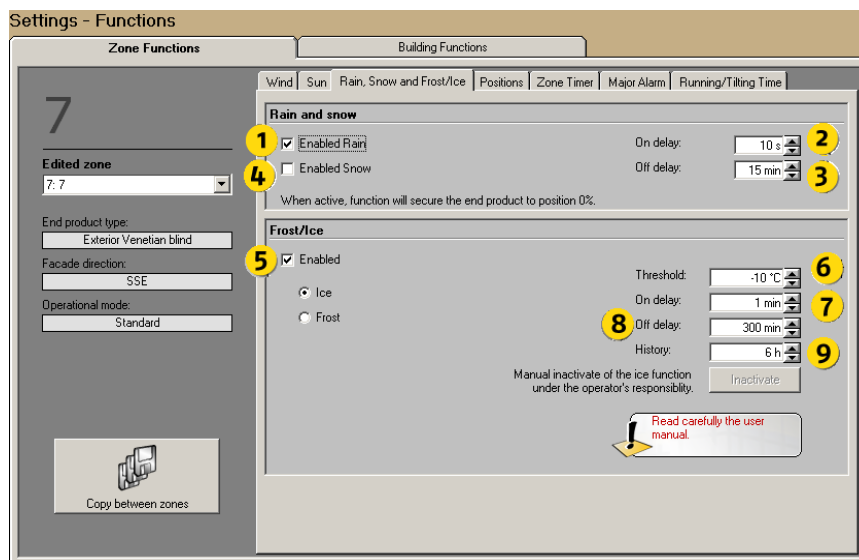 Settings - Functions
Zone Functions
Building Functions
Wind Sun Rain, Snow and Frost/Ice Positions Zone Timer Major Alarm Running/Tilting Time
7
Edited zone
7: 7
End product type:
Exterior Venetian blind
Facade direction:
SSE
Operational mode:
Standard
Copy between zones
Rain and snow
1 Enabled Rain On delay: 10 s 2
4 Enabled Snow Off delay: 15 min 3
When active, function will secure the end product to position 0%.
Frost/Ice
5 Enabled
Ice
Frost
Threshold: -10 °C 6
On delay: 1 min 7
8 Off delay: 300 min
History: 6 h 9
Manual inactivate of the ice function
under the operator's responsiblity.
Inactivate
Read carefully the user
manual.